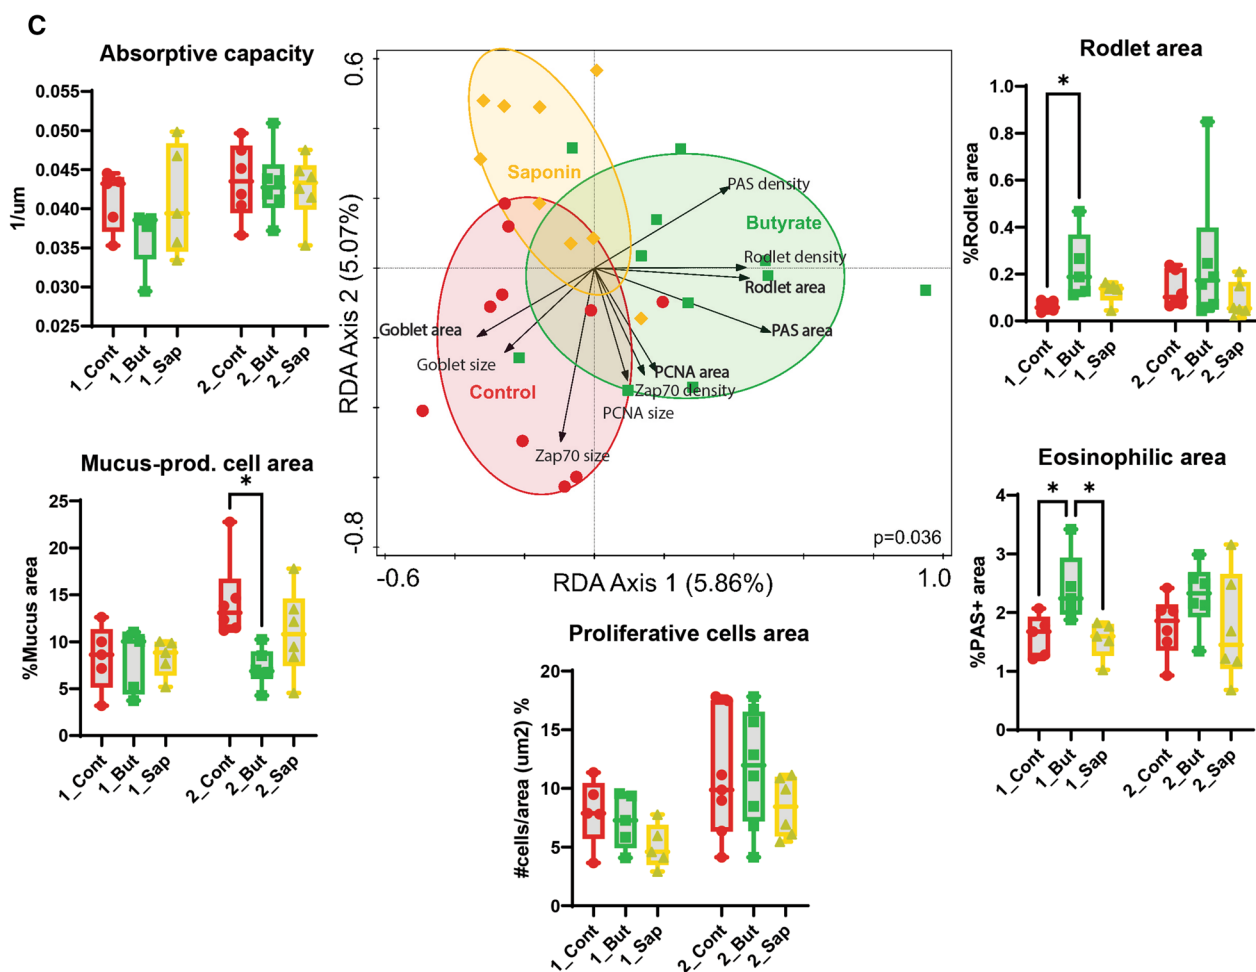 C
Absorptive capacity
1/um
0.055
0.050
0.045
0.040
0.035
0.030
0.025
1_Cont
1_But
1_Sap
2_Cont
2_But
2_Sap
Mucus-prod. cell area
%Mucus area
25
20
15
10
5
0
*
1_Cont
1_But
1_Sap
2_Cont
2_But
2_Sap
RDA Axis 2 (5.07%)
0.6
-0.8
Saponin
PAS density
Butyrate
Rodlet density
Rodlet area
Goblet area
PAS area
Goblet size
PCNA area
Control
Zap70 density
PCNA size
Zap70 size
p=0.036
-0.6
RDA Axis 1 (5.86%)
1.0
Proliferative cells area
#cells/area (um2) %
20
15
10
5
0
1_Cont
1_But
1_Sap
2_Cont
2_But
2_Sap
Rodlet area
%Rodlet area
1.0
0.8
0.6
0.4
0.2
0.0
*
1_Cont
1_But
1_Sap
2_Cont
2_But
2_Sap
Eosinophilic area
%PAS+ area
4
3
2
1
0
* *
1_Cont
1_But
1_Sap
2_Cont
2_But
2_Sap